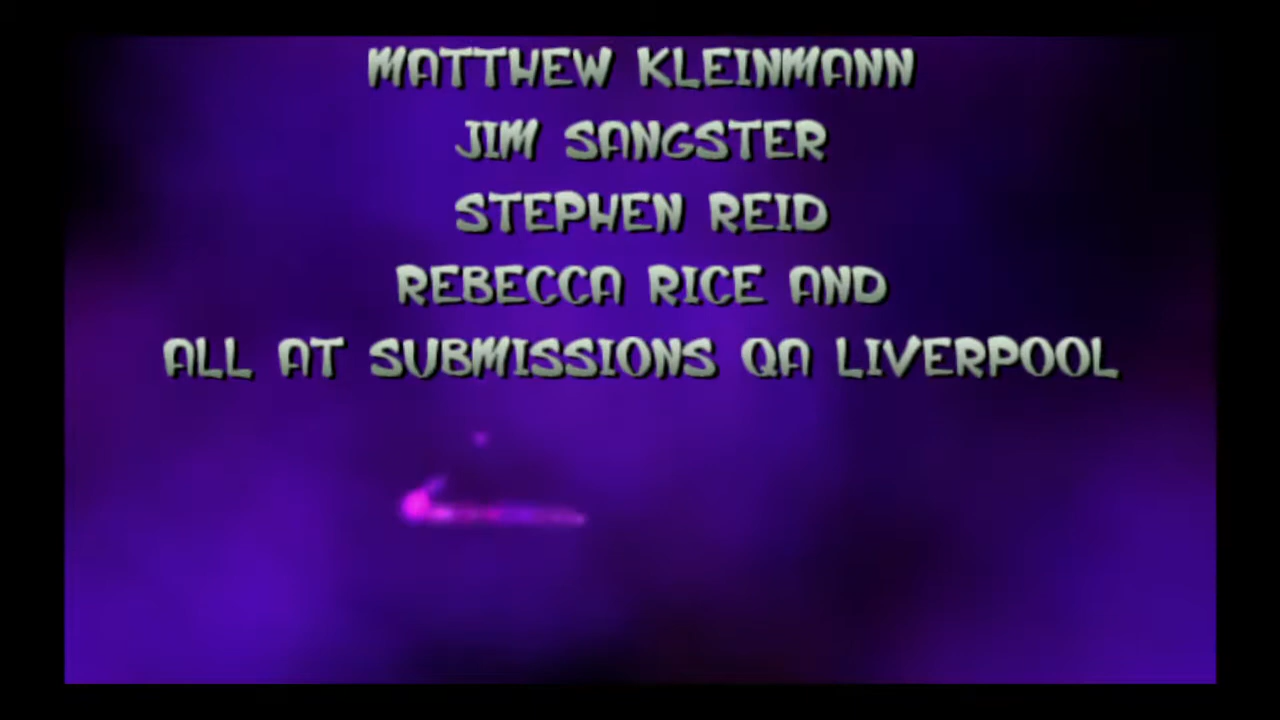 MATTHEW KLEINMANN
JIM SANGSTER
STEPHEN REID
REBECCA RICE AND
ALL AT SUBMISSIONS QA LIVERPOOL